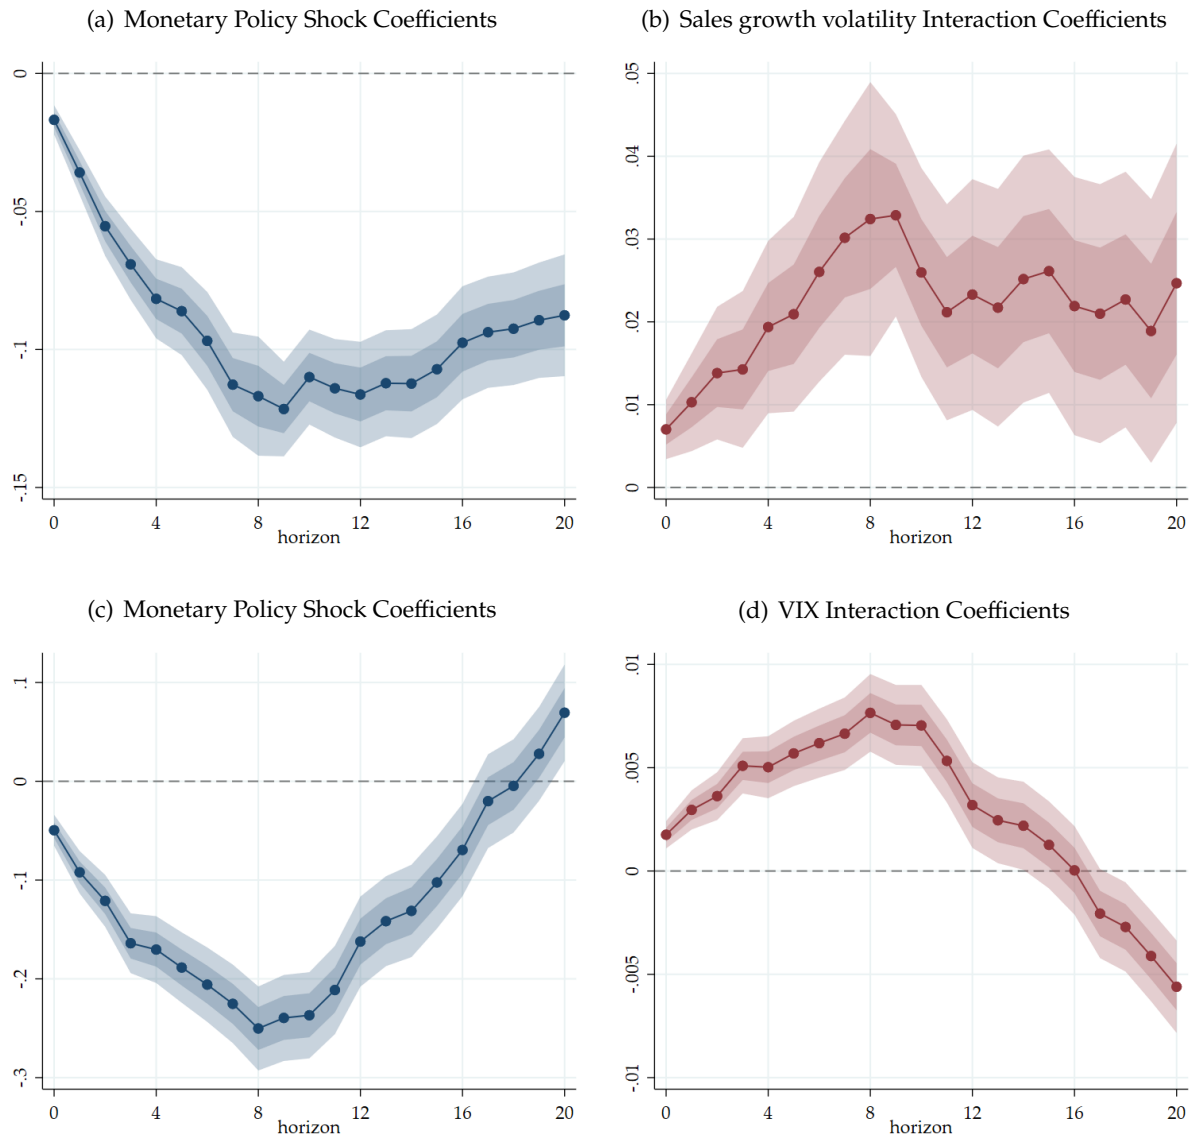 (a) Monetary Policy Shock Coefficients
0
-.05
-.1
-.15
0 4 8 12 16 20
horizon
(b) Sales growth volatility Interaction Coefficients
.05
.04
.03
.02
.01
0
0 4 8 12 16 20
horizon
(c) Monetary Policy Shock Coefficients
.1
0
-.1
-.2
-.3
0 4 8 12 16 20
horizon
(d) VIX Interaction Coefficients
.01
.005
0
-.005
-.01
0 4 8 12 16 20
horizon